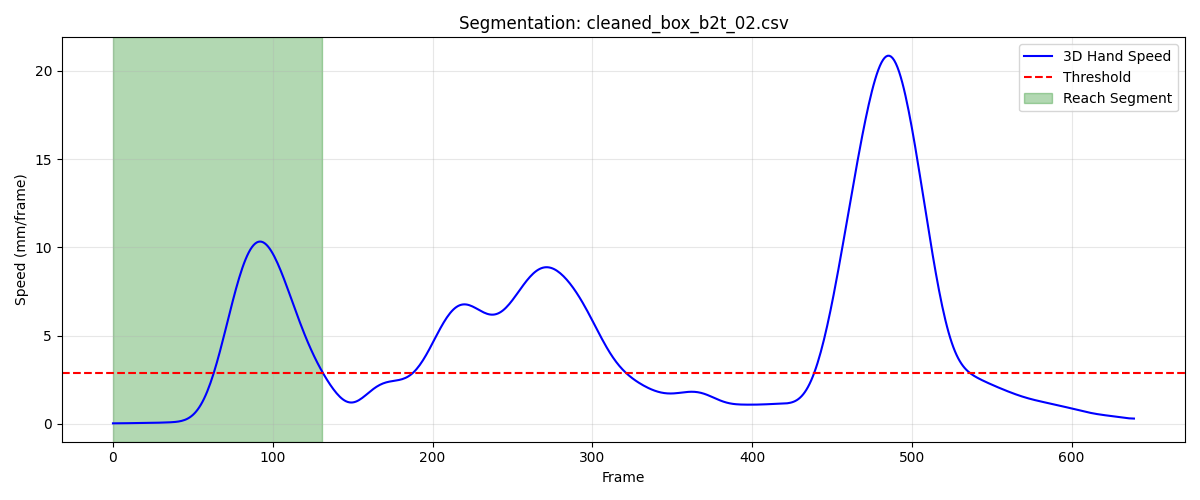 Segmentation: cleaned_box_b2t_02.csv
3D Hand Speed
Threshold
Reach Segment
Speed (mm/frame)
20
15
10
5
0
0 100 200 300 400 500 600
Frame